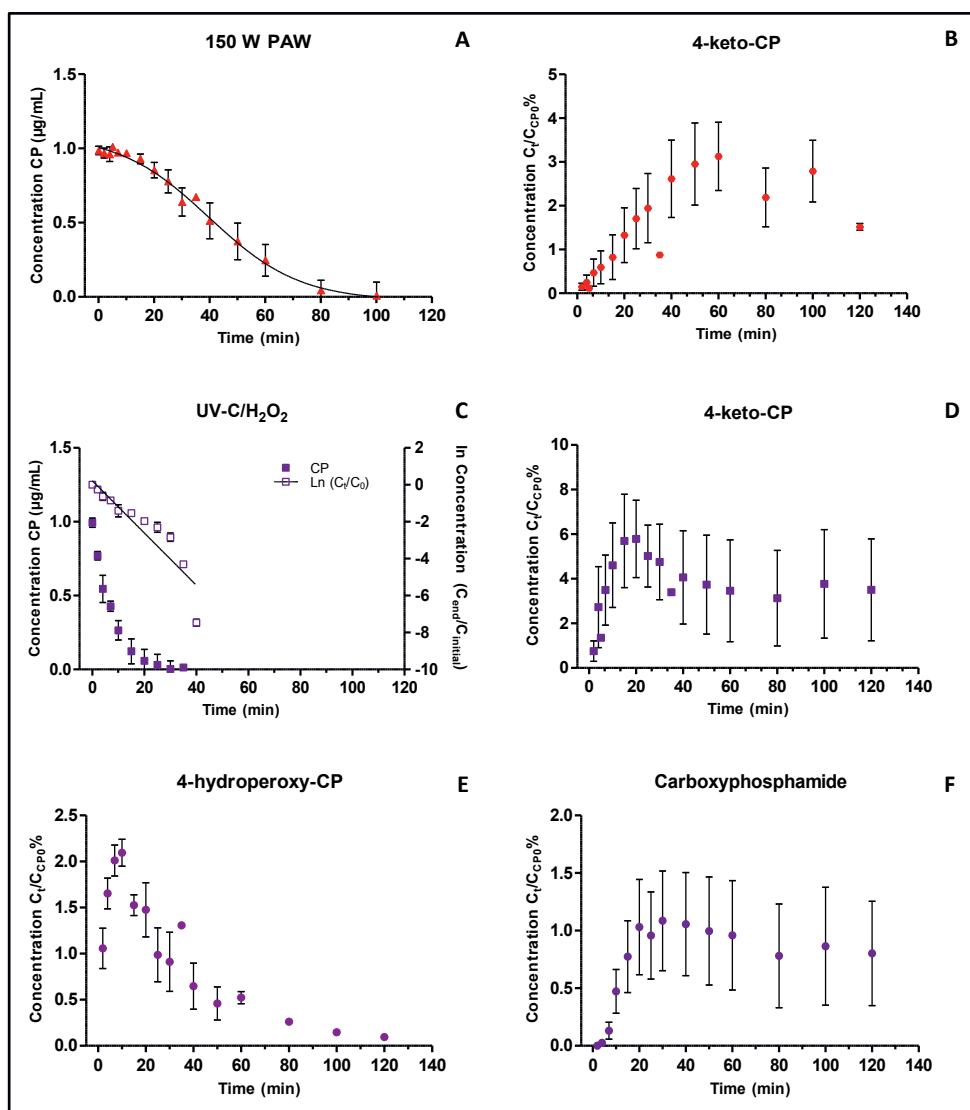 150 W PAW
A
Concentration CP (µg/mL)
1.5
1.0
0.5
0.0
0 20 40 60 80 100 120
Time (min)
4-keto-CP
B
Concentration Ct/CCP0%
5
4
3
2
1
0
0 20 40 60 80 100 120 140
Time (min)
UV-C/H2O2
C
Concentration CP (µg/mL)
1.5
1.0
0.5
0.0
CP
Ln (Ct/C0)
2
0
-2
-4
-6
-8
-10
ln Concentration (Cend/Cinitial)
0 20 40 60 80 100 120
Time (min)
4-keto-CP
D
Concentration Ct/CCP0%
10
8
6
4
2
0
0 20 40 60 80 100 120 140
Time (min)
4-hydroperoxy-CP
E
Concentration Ct/CCP0%
2.5
2.0
1.5
1.0
0.5
0.0
0 20 40 60 80 100 120 140
Time (min)
Carboxyphosphamide
F
Concentration Ct/CCP0%
2.0
1.5
1.0
0.5
0.0
0 20 40 60 80 100 120 140
Time (min)